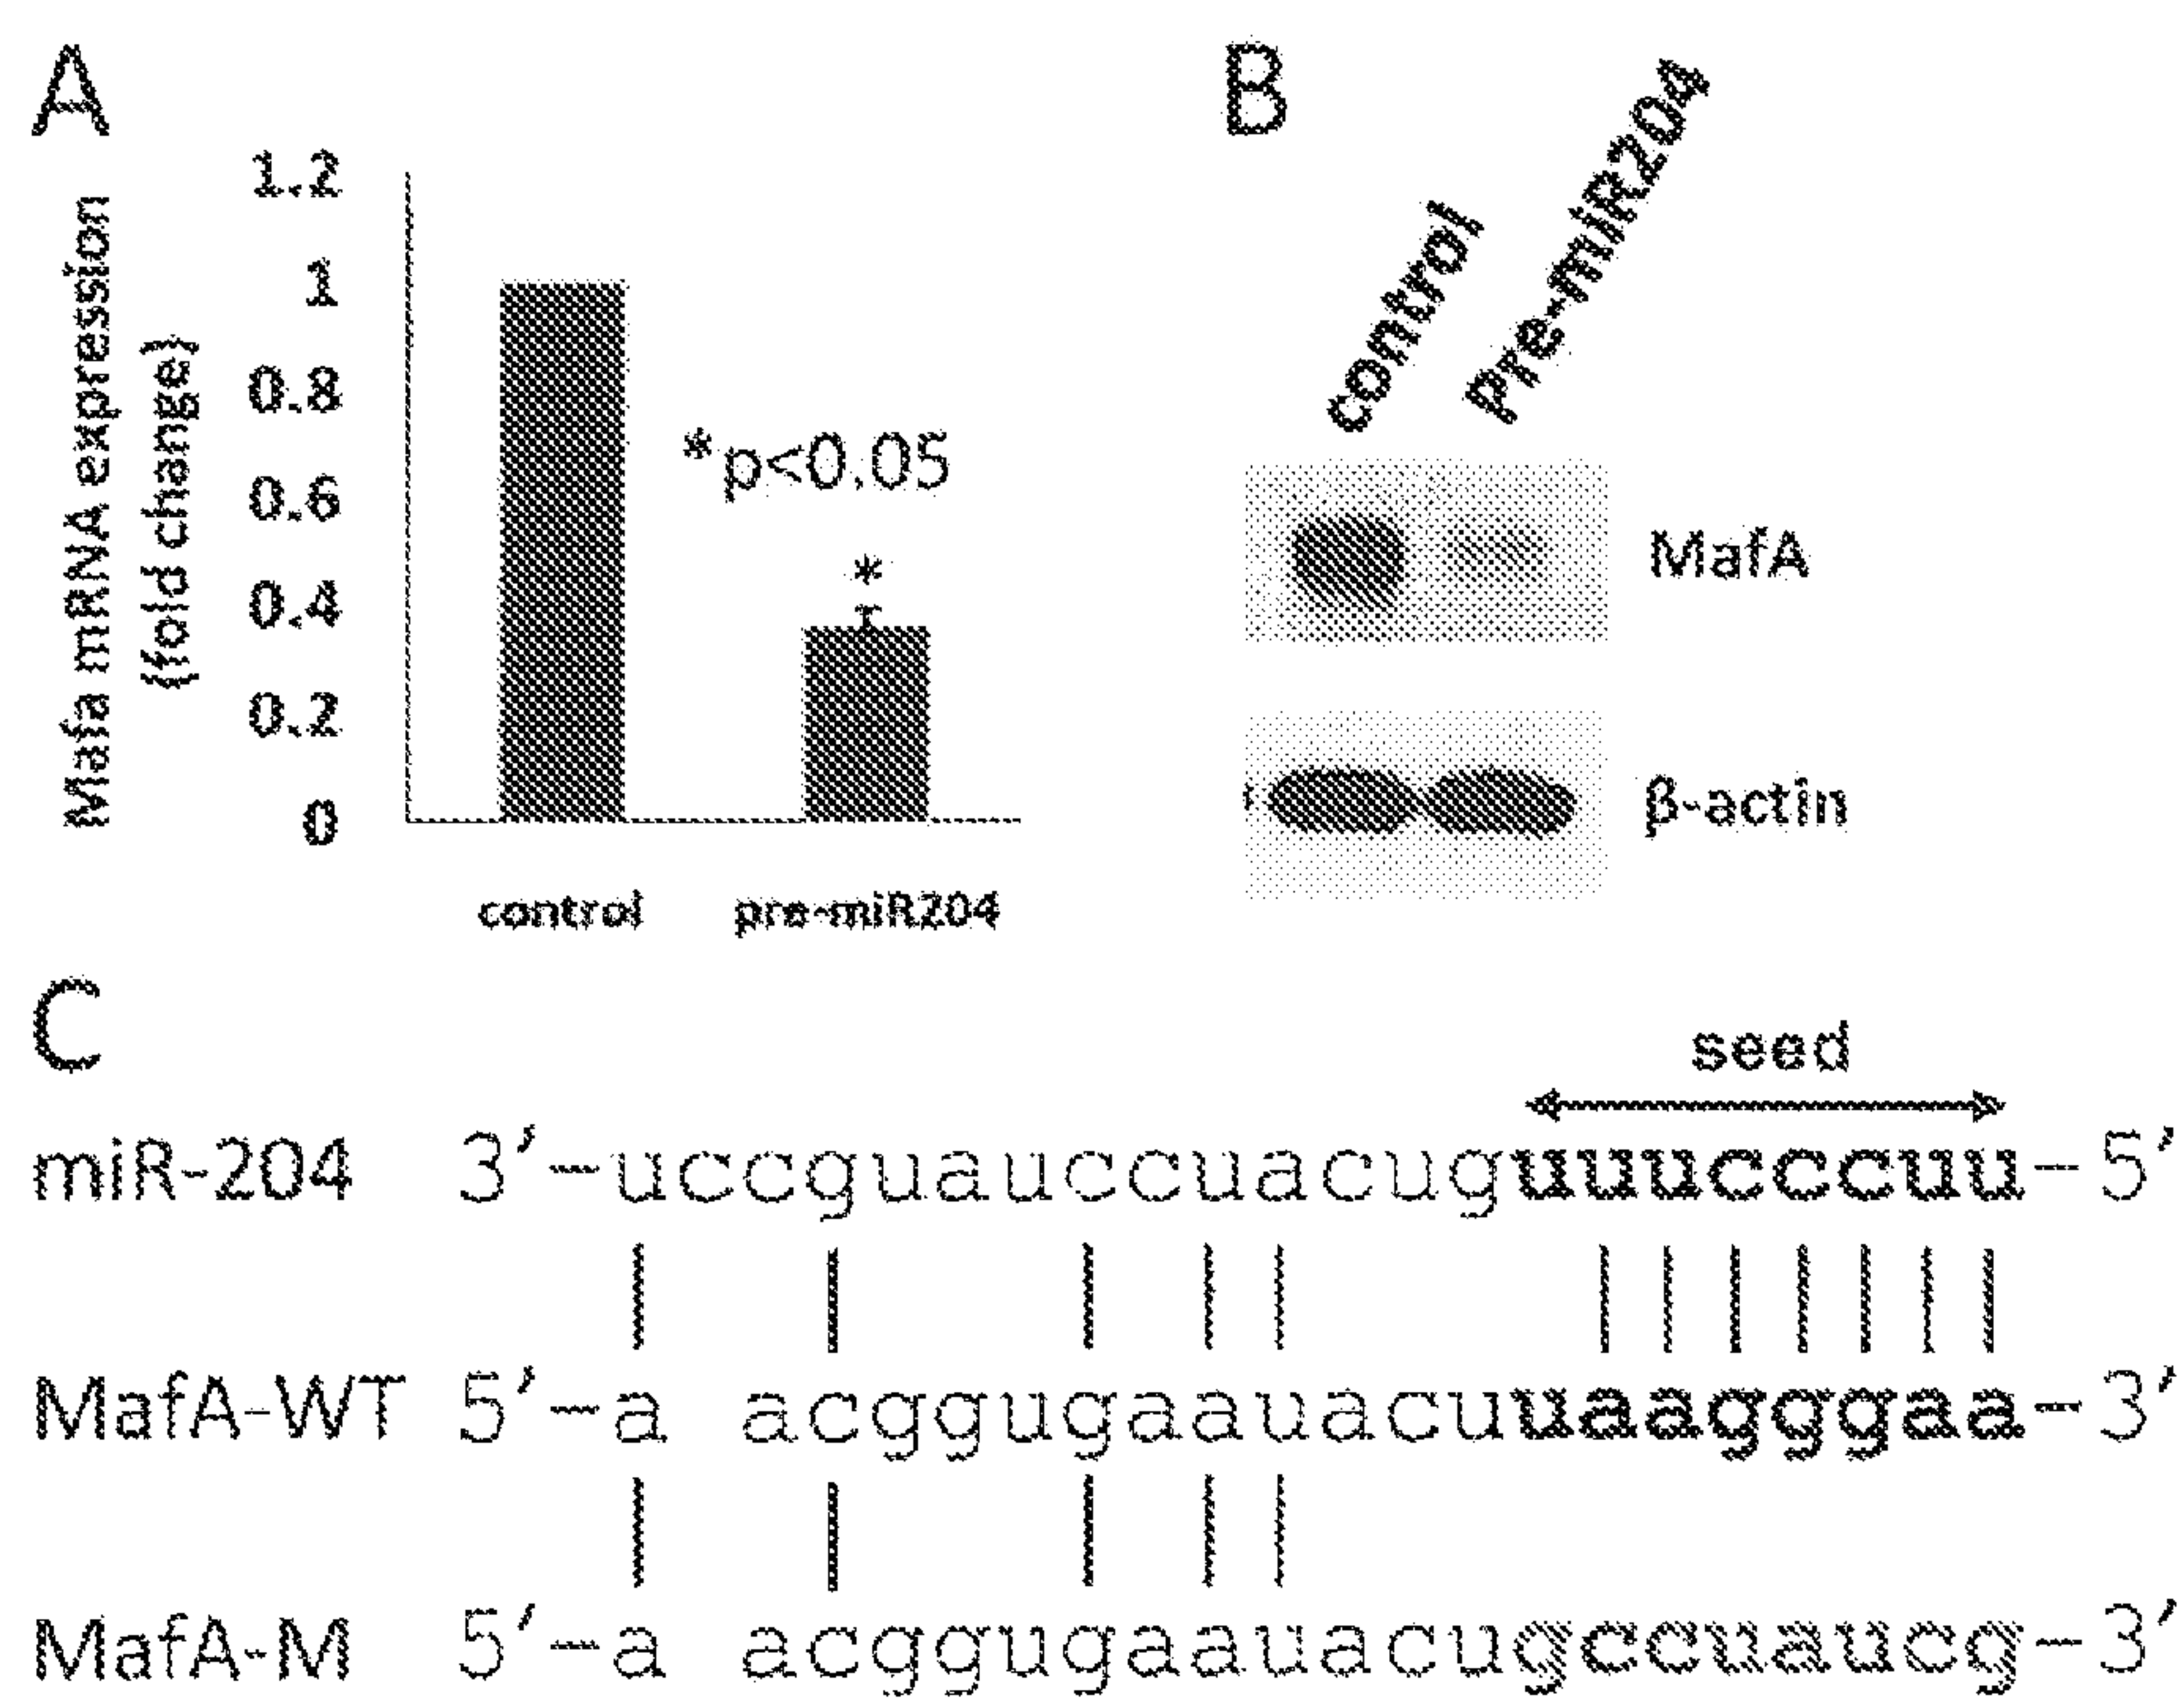 A
Mafa mRNA expression
(fold change)
1.2
1
0.8
0.6
0.4
0.2
0
*p<0.05
*
control pre-miR204
B
control
Pre-miR204
MafA
β-actin
C
seed
miR-204 3'-uccguauccuacuguuucccuu-5'
MafA-WT 5'-a acggugaauacuuaagggaa-3'
MafA-M 5'-a acggugaauacugccuaucg-3'